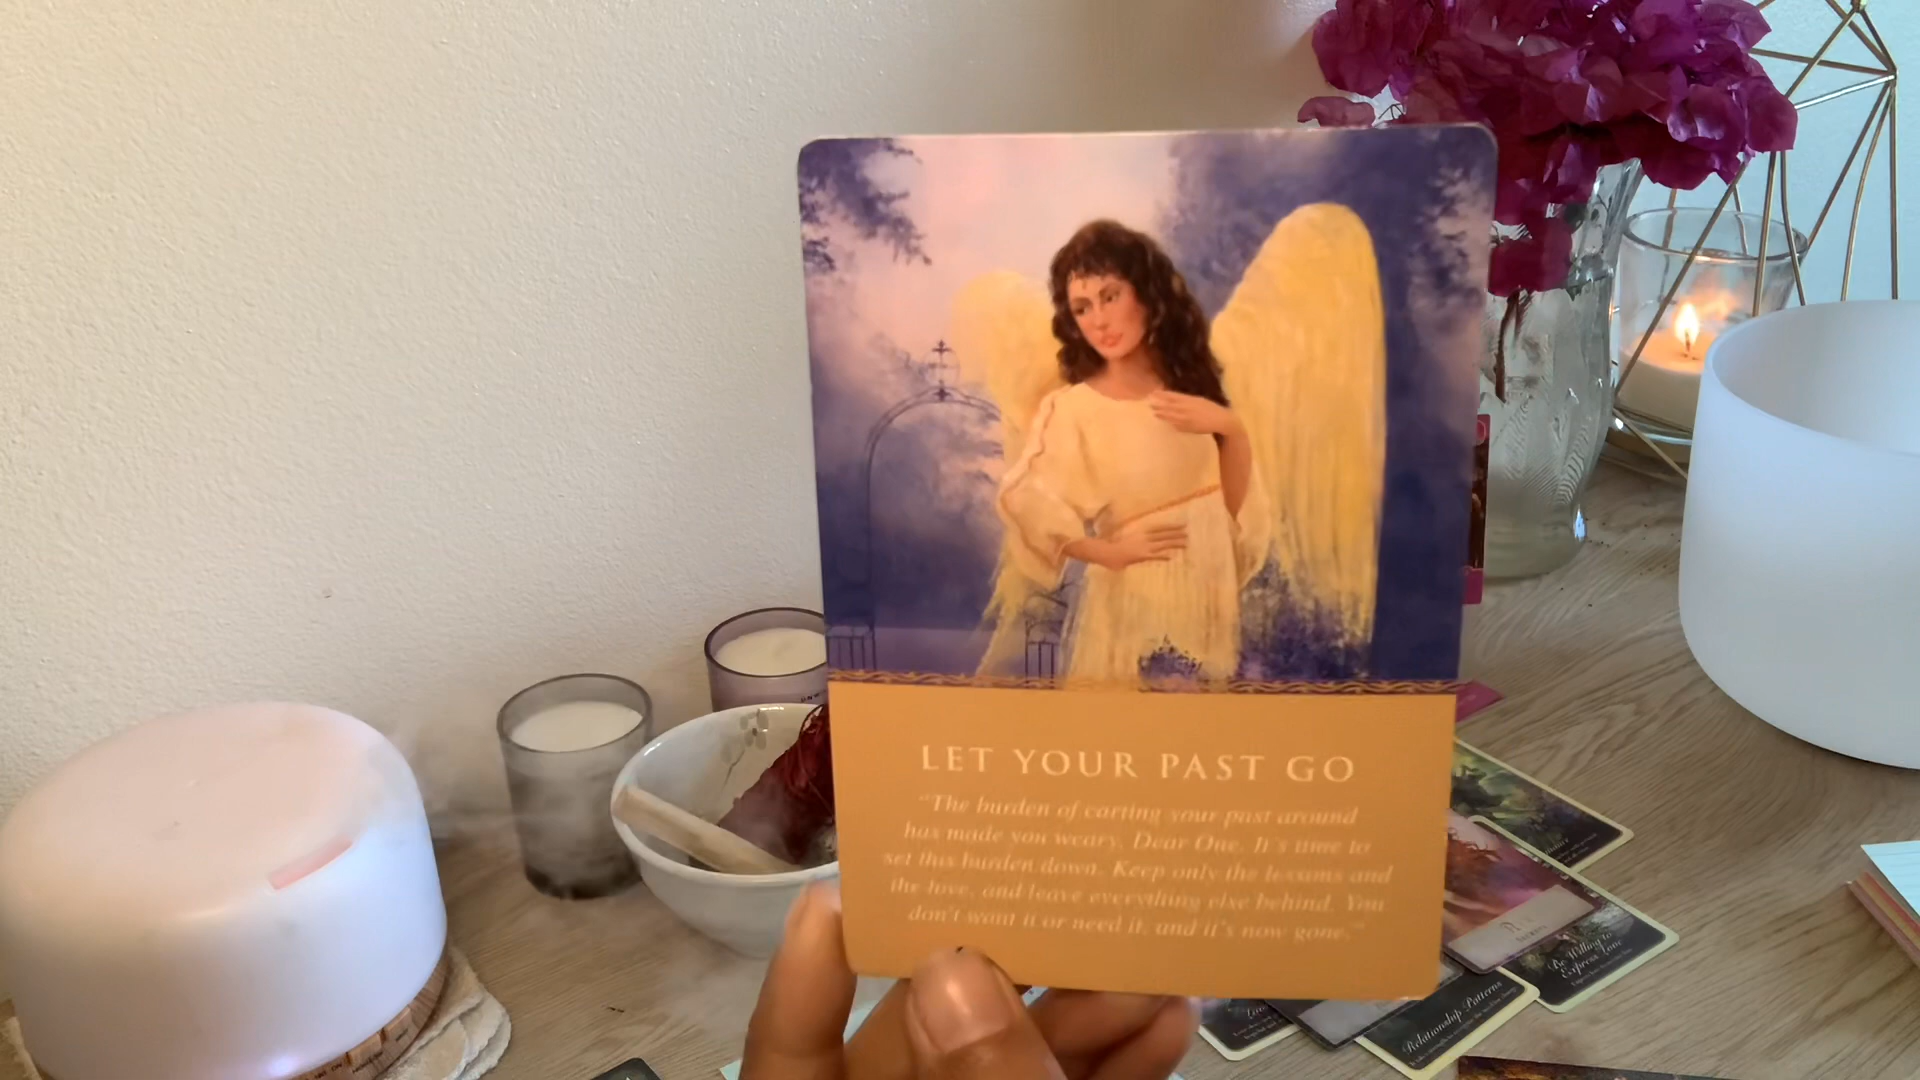 LET YOUR PAST GO
"The burden of carting your past around
has made you weary, Dear One. It's time to
set this burden down. Keep only the lessons and
the love, and leave everything else behind. You
don't want it or need it, and it's now gone."
Be Willing to
Express Love
Relationship Patterns